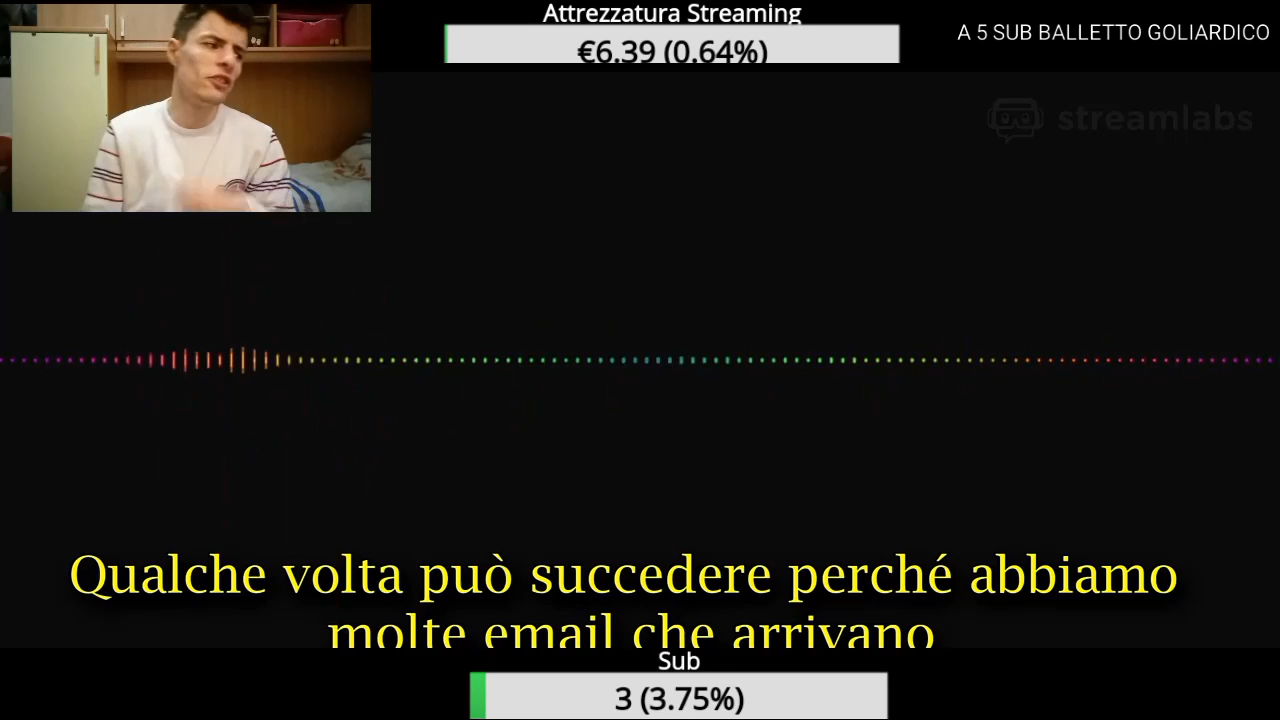 Attrezzatura Streaming
€6.39 (0.64%)
A 5 SUB BALLETTO GOLIARDICO
streamlabs
Qualche volta può succedere perché abbiamo
molte email che arrivano
Sub
3 (3.75%)